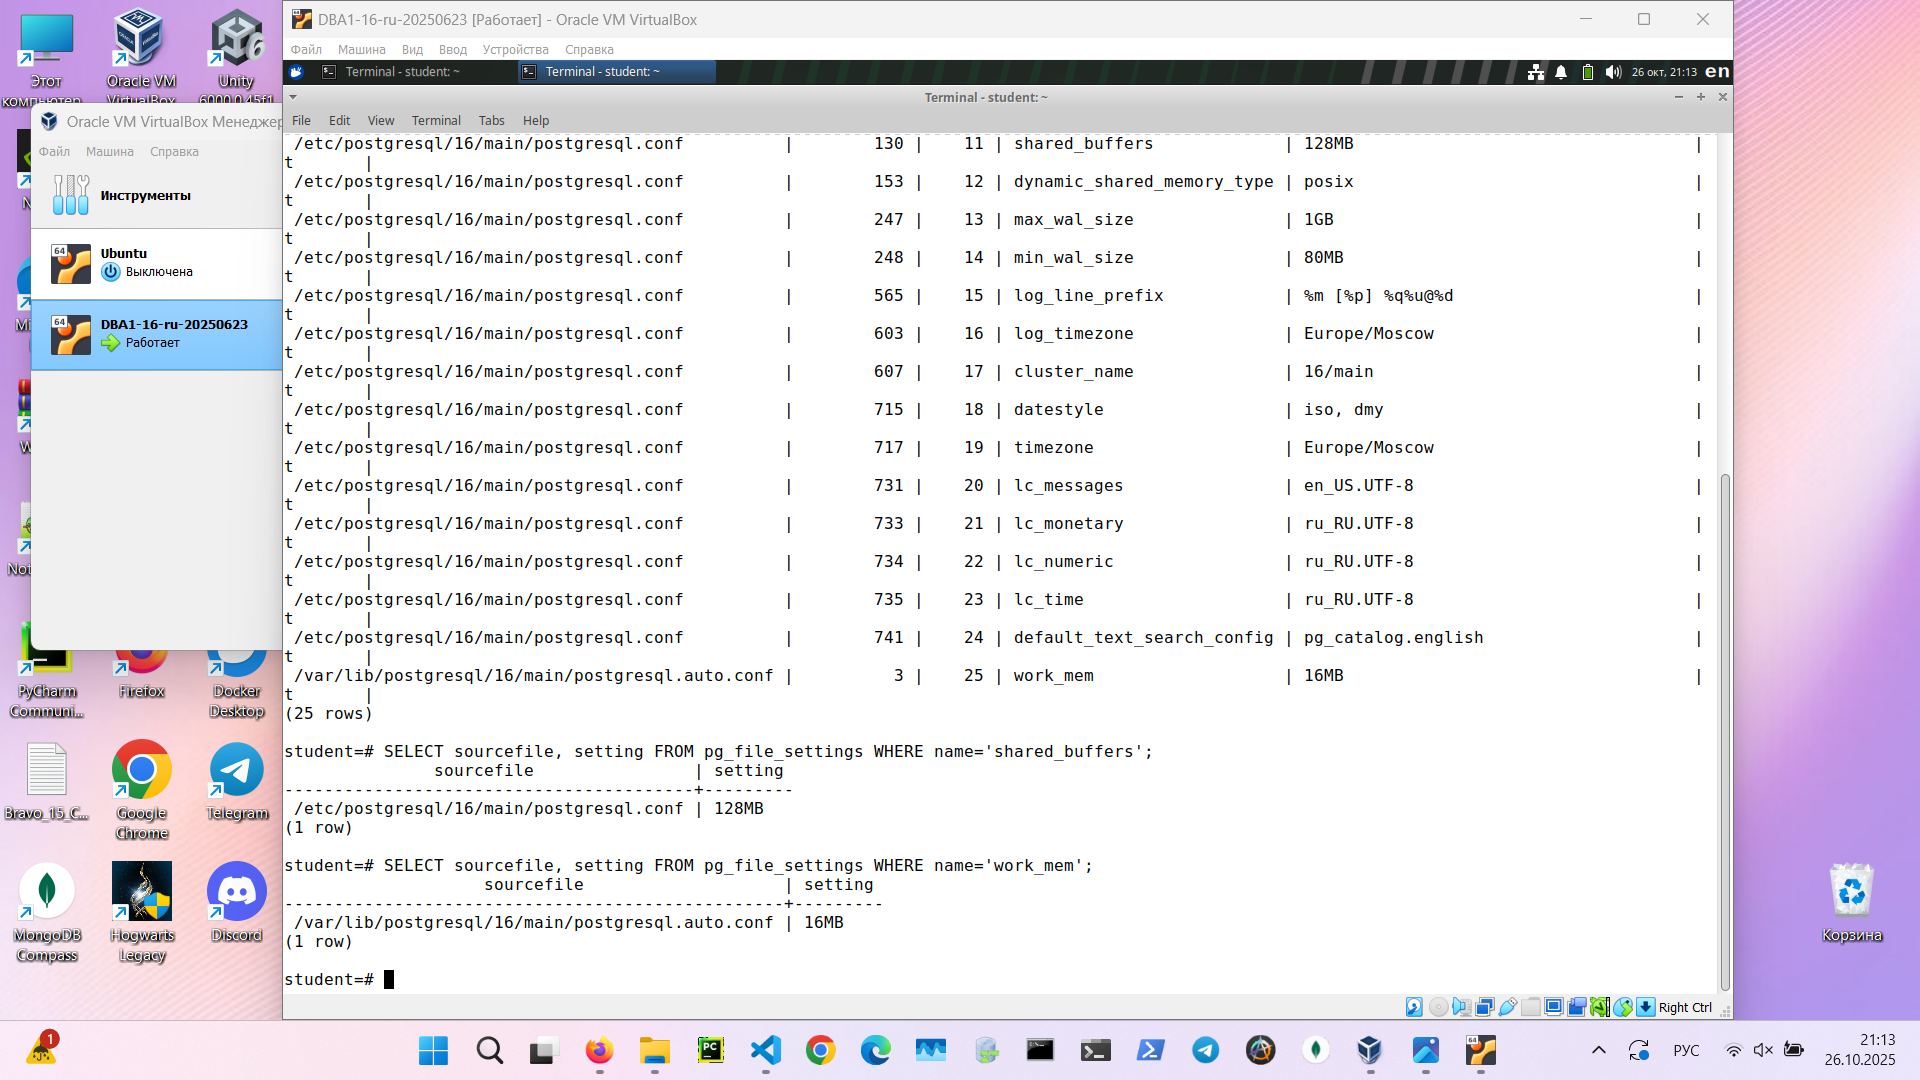 DBA1-16-ru-20250623 [Работает] - Oracle VM VirtualBox
Файл Машина Вид Ввод Устройства Справка
Terminal - student: ~ Terminal - student: ~ 26 окт, 21:13 en
Terminal - student: ~
File Edit View Terminal Tabs Help
/etc/postgresql/16/main/postgresql.conf | 130 | 11 | shared_buffers | 128MB |
t |
/etc/postgresql/16/main/postgresql.conf | 153 | 12 | dynamic_shared_memory_type | posix |
t |
/etc/postgresql/16/main/postgresql.conf | 247 | 13 | max_wal_size | 1GB |
t |
/etc/postgresql/16/main/postgresql.conf | 248 | 14 | min_wal_size | 80MB |
t |
/etc/postgresql/16/main/postgresql.conf | 565 | 15 | log_line_prefix | %m [%p] %q%u@%d |
t |
/etc/postgresql/16/main/postgresql.conf | 603 | 16 | log_timezone | Europe/Moscow |
t |
/etc/postgresql/16/main/postgresql.conf | 607 | 17 | cluster_name | 16/main |
t |
/etc/postgresql/16/main/postgresql.conf | 715 | 18 | datestyle | iso, dmy |
t |
/etc/postgresql/16/main/postgresql.conf | 717 | 19 | timezone | Europe/Moscow |
t |
/etc/postgresql/16/main/postgresql.conf | 731 | 20 | lc_messages | en_US.UTF-8 |
t |
/etc/postgresql/16/main/postgresql.conf | 733 | 21 | lc_monetary | ru_RU.UTF-8 |
t |
/etc/postgresql/16/main/postgresql.conf | 734 | 22 | lc_numeric | ru_RU.UTF-8 |
t |
/etc/postgresql/16/main/postgresql.conf | 735 | 23 | lc_time | ru_RU.UTF-8 |
t |
/etc/postgresql/16/main/postgresql.conf | 741 | 24 | default_text_search_config | pg_catalog.english |
t |
/var/lib/postgresql/16/main/postgresql.auto.conf | 3 | 25 | work_mem | 16MB |
t |
(25 rows)
student=# SELECT sourcefile, setting FROM pg_file_settings WHERE name='shared_buffers';
sourcefile | setting
-----------------------------------------+---------
/etc/postgresql/16/main/postgresql.conf | 128MB
(1 row)
student=# SELECT sourcefile, setting FROM pg_file_settings WHERE name='work_mem';
sourcefile | setting
--------------------------------------------------+---------
/var/lib/postgresql/16/main/postgresql.auto.conf | 16MB
(1 row)
student=#
Right Ctrl
Oracle VM VirtualBox Менеджер
Файл Машина Справка
Инструменты
64
Ubuntu
Выключена
64
DBA1-16-ru-20250623
Работает
Этот
компьютер
Oracle VM
VirtualBox
Unity
6000.0.45f1
PyCharm
Communi...
Firefox
Docker
Desktop
Bravo_15_C...
Google
Chrome
Telegram
MongoDB
Compass
Hogwarts
Legacy
Discord
Корзина
1
PC
64
РУС
21:13
26.10.2025